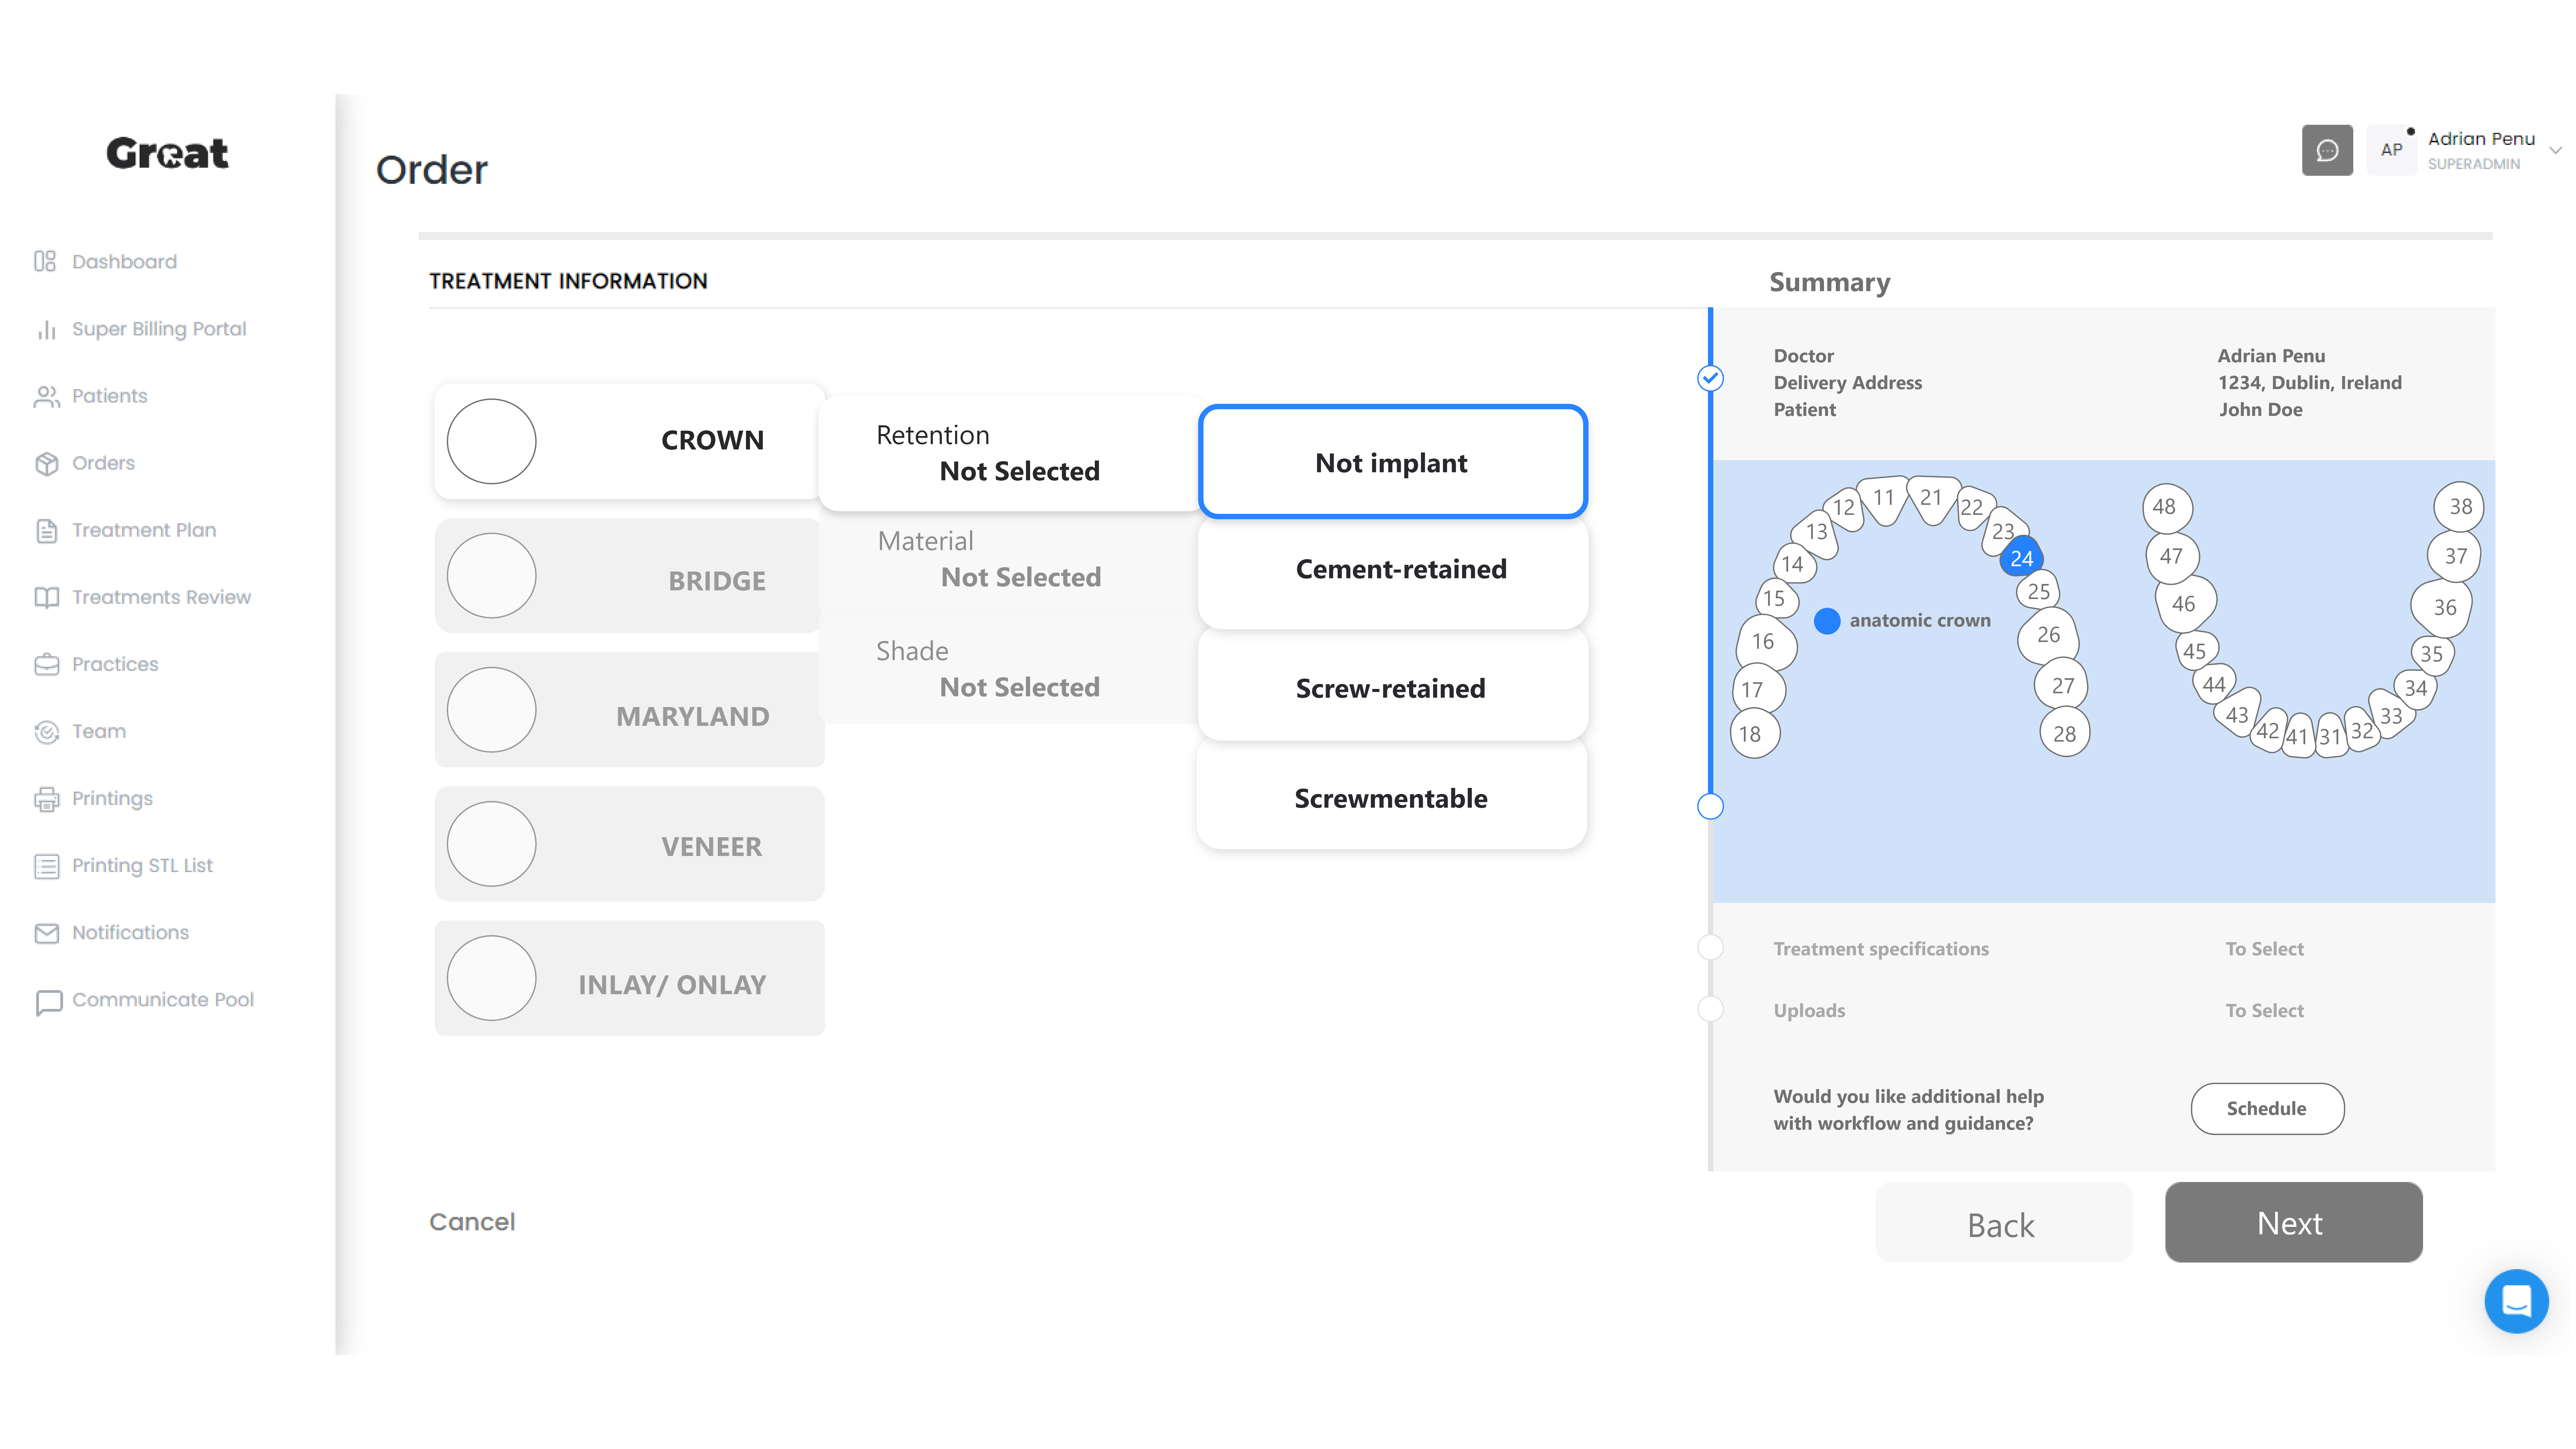 Great
Dashboard
Super Billing Portal
Patients
Orders
Treatment Plan
Treatments Review
Practices
Team
Printings
Printing STL List
Notifications
Communicate Pool
Order
AP
Adrian Penu
SUPERADMIN
TREATMENT INFORMATION
CROWN
BRIDGE
MARYLAND
VENEER
INLAY/ ONLAY
Retention
Not Selected
Material
Not Selected
Shade
Not Selected
Not implant
Cement-retained
Screw-retained
Screwmentable
Summary
Doctor Adrian Penu
Delivery Address 1234, Dublin, Ireland
Patient John Doe
11 21
12 22
13 23
14 24
15 25
16 26
17 27
18 28
anatomic crown
48 38
47 37
46 36
45 35
44 34
43 33
42 41 31 32
Treatment specifications To Select
Uploads To Select
Would you like additional help
with workflow and guidance?
Schedule
Cancel
Back
Next